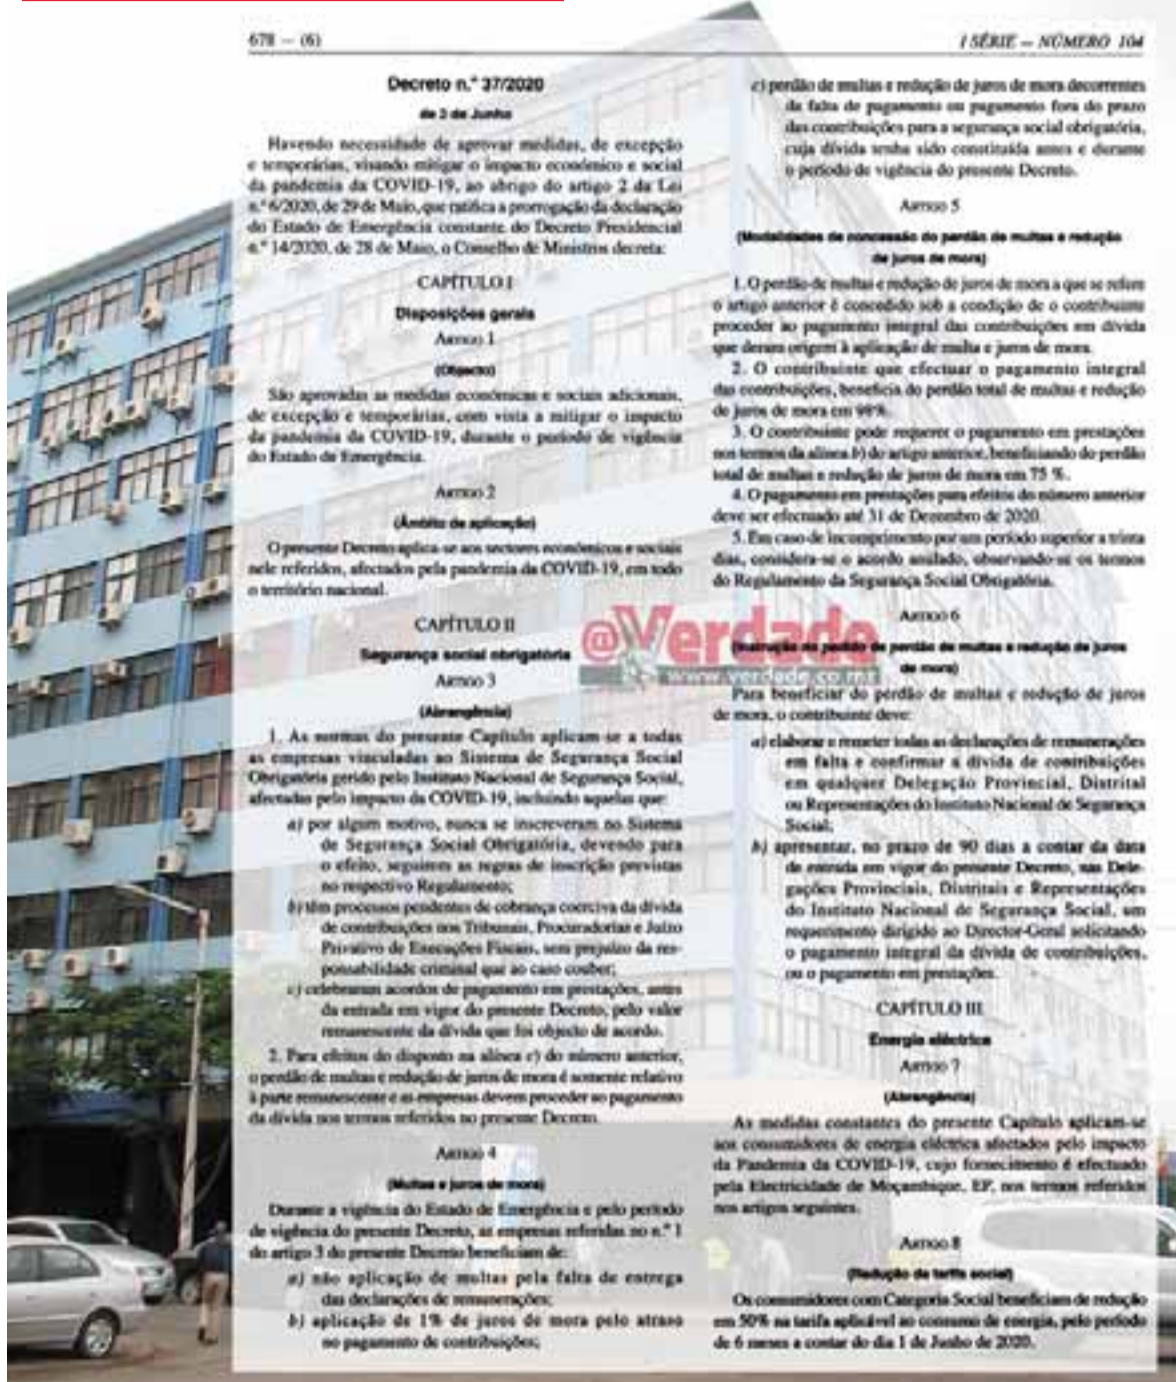 678 — (6)
I SÉRIE — NÚMERO 104
Decreto n.º 37/2020
de 3 de Junho
Havendo necessidade de aprovar medidas, de excepção
e temporárias, visando mitigar o impacto económico e social
da pandemia da COVID-19, ao abrigo do artigo 2 da Lei
n.º 6/2020, de 29 de Maio, que ratifica a prorrogação da declaração
do Estado de Emergência constante do Decreto Presidencial
n.º 14/2020, de 28 de Maio, o Conselho de Ministros decreta:
CAPÍTULO I
Disposições gerais
Artigo 1
(Objecto)
São aprovadas as medidas económicas e sociais adicionais,
de excepção e temporárias, com vista a mitigar o impacto
da pandemia da COVID-19, durante o período de vigência
do Estado de Emergência.
Artigo 2
(Âmbito de aplicação)
O presente Decreto aplica-se aos sectores económicos e sociais
nele referidos, afectados pela pandemia da COVID-19, em todo
o território nacional.
CAPÍTULO II
Segurança social obrigatória
Artigo 3
(Abrangência)
1. As normas do presente Capítulo aplicam-se a todas
as empresas vinculadas ao Sistema de Segurança Social
Obrigatória gerido pelo Instituto Nacional de Segurança Social,
afectadas pelo impacto da COVID-19, incluindo aquelas que:
a) por algum motivo, nunca se inscreveram no Sistema
de Segurança Social Obrigatória, devendo para
o efeito, seguirem as regras de inscrição previstas
no respectivo Regulamento;
b) têm processos pendentes de cobrança coerciva da dívida
de contribuições nos Tribunais, Procuradorias e Juízo
Privativo de Execuções Fiscais, sem prejuízo da res-
ponsabilidade criminal que ao caso couber;
c) celebraram acordos de pagamento em prestações, antes
da entrada em vigor do presente Decreto, pelo valor
remanescente da dívida que foi objecto de acordo.
2. Para efeitos do disposto na alínea c) do número anterior,
o perdão de multas e redução de juros de mora é somente relativo
à parte remanescente e as empresas devem proceder ao pagamento
da dívida nos termos referidos no presente Decreto.
Artigo 4
(Multas e juros de mora)
Durante a vigência do Estado de Emergência e pelo período
de vigência do presente Decreto, as empresas referidas no n.º 1
do artigo 3 do presente Decreto beneficiam de:
a) não aplicação de multas pela falta de entrega
das declarações de remunerações;
b) aplicação de 1% de juros de mora pelo atraso
no pagamento de contribuições;
c) perdão de multas e redução de juros de mora decorrentes
da falta de pagamento ou pagamento fora do prazo
das contribuições para a segurança social obrigatória,
cuja dívida tenha sido constituída antes e durante
o período de vigência do presente Decreto.
Artigo 5
(Modalidades de concessão do perdão de multas e redução
de juros de mora)
1. O perdão de multas e redução de juros de mora a que se refere
o artigo anterior é concedido sob a condição de o contribuinte
proceder ao pagamento integral das contribuições em dívida
que deram origem à aplicação de multa e juros de mora.
2. O contribuinte que efectuar o pagamento integral
das contribuições, beneficia do perdão total de multas e redução
de juros de mora em 98%.
3. O contribuinte pode requerer o pagamento em prestações
nos termos da alínea b) do artigo anterior, beneficiando do perdão
total de multas e redução de juros de mora em 75 %.
4. O pagamento em prestações para efeitos do número anterior
deve ser efectuado até 31 de Dezembro de 2020.
5. Em caso de incumprimento por um período superior a trinta
dias, considera-se o acordo anulado, observando-se os termos
do Regulamento da Segurança Social Obrigatória.
@Verdade
www.verdade.co.mz
Artigo 6
(Instrução do pedido de perdão de multas e redução de juros
de mora)
Para beneficiar do perdão de multas e redução de juros
de mora, o contribuinte deve:
a) elaborar e remeter todas as declarações de remunerações
em falta e confirmar a dívida de contribuições
em qualquer Delegação Provincial, Distrital
ou Representações do Instituto Nacional de Segurança
Social;
b) apresentar, no prazo de 90 dias a contar da data
de entrada em vigor do presente Decreto, nas Dele-
gações Provinciais, Distritais e Representações
do Instituto Nacional de Segurança Social, um
requerimento dirigido ao Director-Geral solicitando
o pagamento integral da dívida de contribuições,
ou o pagamento em prestações.
CAPÍTULO III
Energia eléctrica
Artigo 7
(Abrangência)
As medidas constantes do presente Capítulo aplicam-se
aos consumidores de energia eléctrica afectados pelo impacto
da Pandemia da COVID-19, cujo fornecimento é efectuado
pela Electricidade de Moçambique, EP, nos termos referidos
nos artigos seguintes.
Artigo 8
(Redução da tarifa social)
Os consumidores com Categoria Social beneficiam de redução
em 50% na tarifa aplicável ao consumo de energia, pelo período
de 6 meses a contar do dia 1 de Junho de 2020.